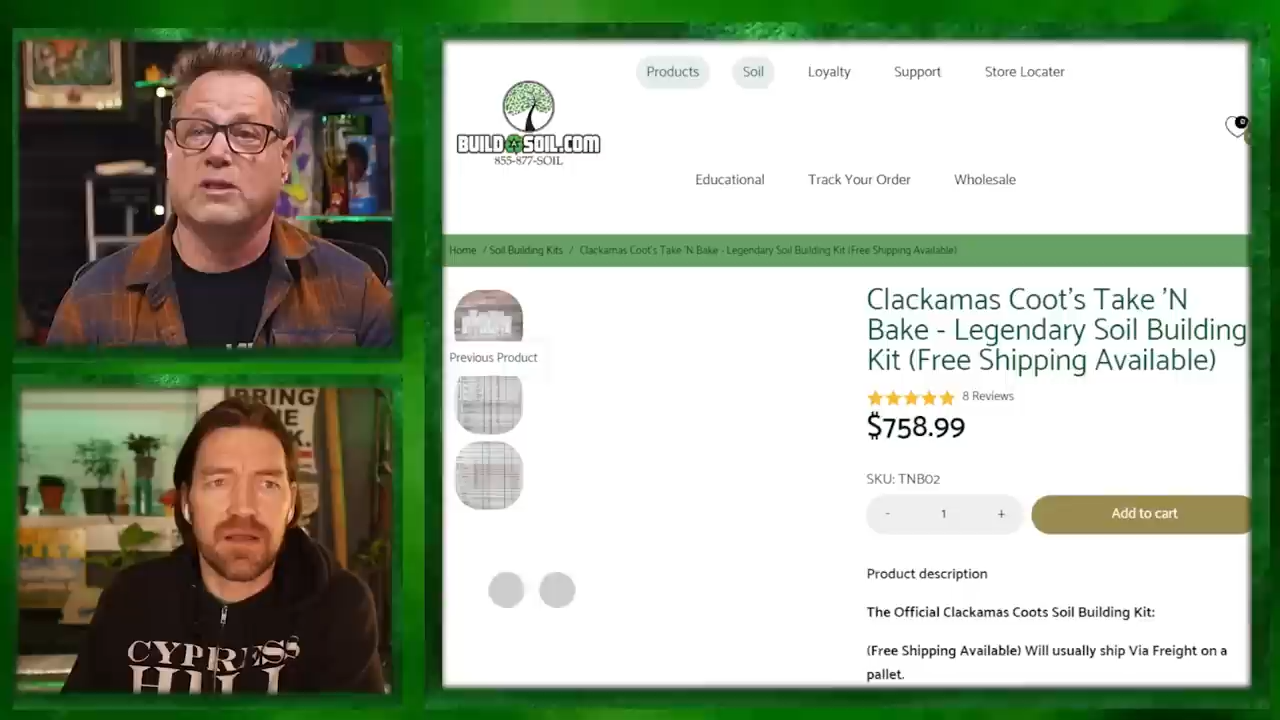 Products
Soil
Loyalty
Support
Store Locater
BUILD A SOIL.COM
855-877-SOIL
Educational
Track Your Order
Wholesale
Home / Soil Building Kits / Clackamas Coot's Take 'N Bake - Legendary Soil Building Kit (Free Shipping Available)
Clackamas Coot's Take 'N
Bake - Legendary Soil Building
Kit (Free Shipping Available)
Previous Product
8 Reviews
$758.99
SKU: TNB02
- 1 +
Add to cart
Product description
The Official Clackamas Coots Soil Building Kit:
(Free Shipping Available) Will usually ship Via Freight on a
pallet.
BRING
CYPRESS
HILL